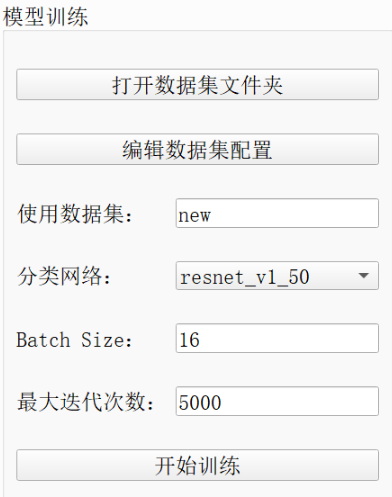 模型训练
打开数据集文件夹
编辑数据集配置
使用数据集： new
分类网络： resnet_v1_50
Batch Size： 16
最大迭代次数： 5000
开始训练